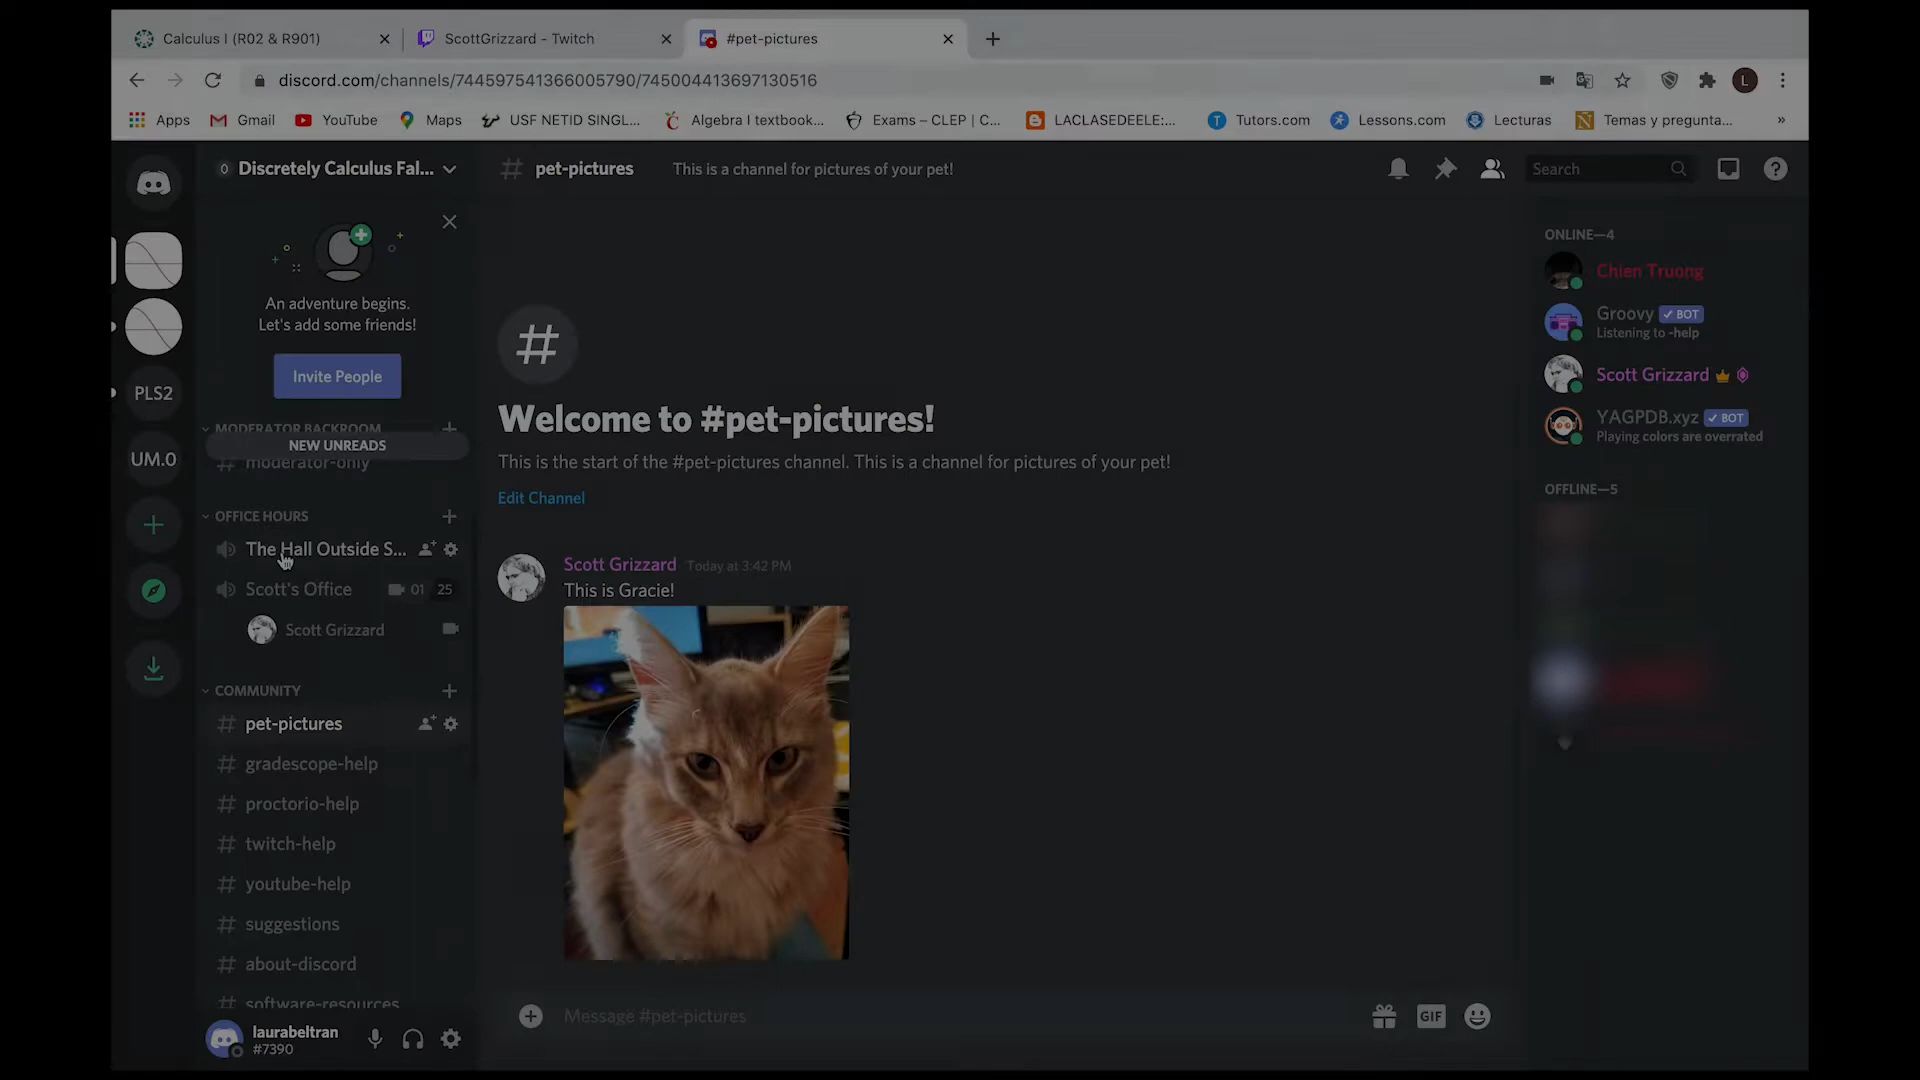 Calculus I (R02 & R901)
ScottGrizzard - Twitch
#pet-pictures
discord.com/channels/744597541366005790/745004413697130516
L
Apps
Gmail
YouTube
Maps
USF NETID SINGL...
Algebra I textbook...
Exams – CLEP | C...
LACLASEDEELE:...
Tutors.com
Lessons.com
Lecturas
Temas y pregunta...
»
Discretely Calculus Fal...
pet-pictures
This is a channel for pictures of your pet!
Search
An adventure begins.
Let's add some friends!
Invite People
MODERATOR BACKROOM
NEW UNREADS
moderator-only
PLS2
UM.0
OFFICE HOURS
The Hall Outside S...
Scott's Office
01 25
Scott Grizzard
COMMUNITY
pet-pictures
gradescope-help
proctorio-help
twitch-help
youtube-help
suggestions
about-discord
software-resources
laurabeltran
#7390
Welcome to #pet-pictures!
This is the start of the #pet-pictures channel. This is a channel for pictures of your pet!
Edit Channel
Scott Grizzard Today at 3:42 PM
This is Gracie!
Message #pet-pictures
GIF
ONLINE—4
Chien Truong
Groovy BOT
Listening to -help
Scott Grizzard
YAGPDB.xyz BOT
Playing colors are overrated
OFFLINE—5